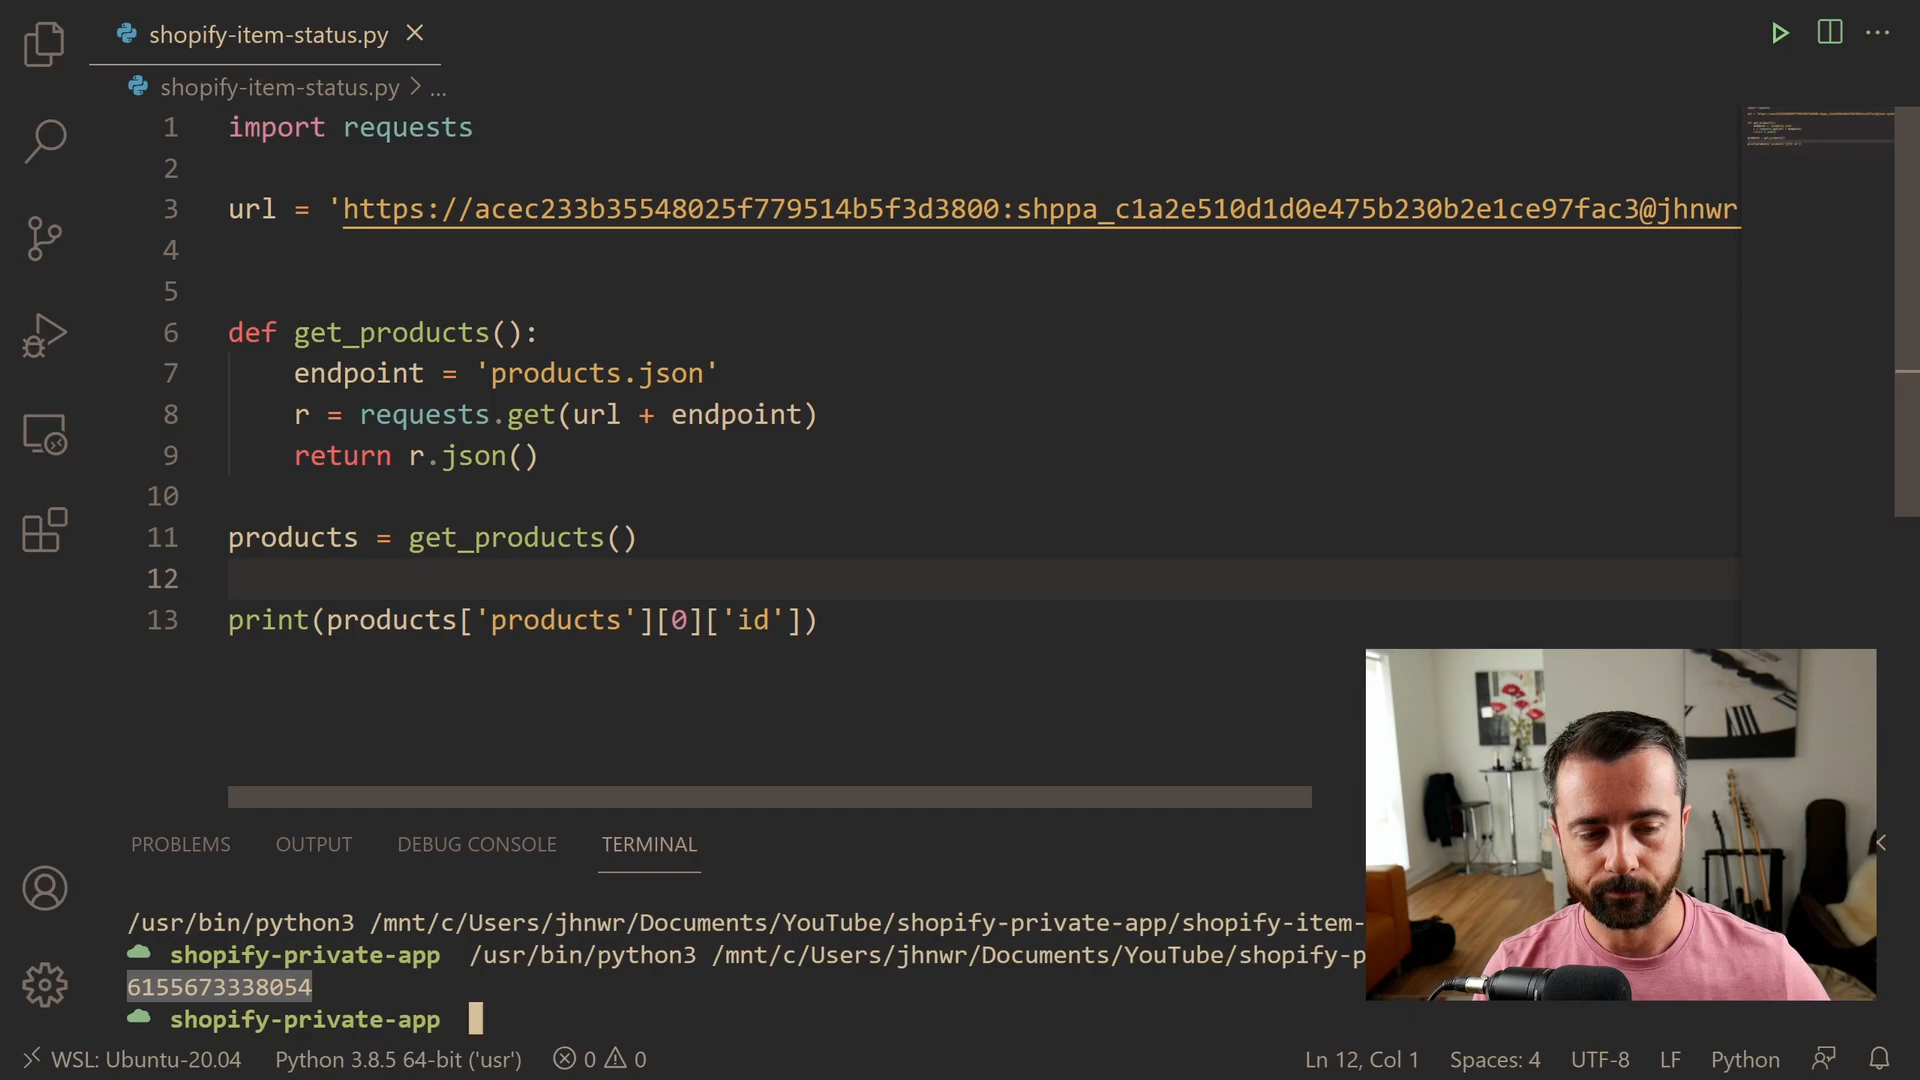 shopify-item-status.py
shopify-item-status.py > ...
1 import requests
2
3 url = 'https://acec233b35548025f779514b5f3d3800: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@jhnwr
4
5
6 def get_products():
7 endpoint = 'products.json'
8 r = requests.get(url + endpoint)
9 return r.json()
10
11 products = get_products()
12
13 print(products['products'][0]['id'])
PROBLEMS OUTPUT DEBUG CONSOLE TERMINAL
/usr/bin/python3 /mnt/c/Users/jhnwr/Documents/YouTube/shopify-private-app/shopify-item-
shopify-private-app /usr/bin/python3 /mnt/c/Users/jhnwr/Documents/YouTube/shopify-p
6155673338054
shopify-private-app
WSL: Ubuntu-20.04 Python 3.8.5 64-bit ('usr') 0 0 Ln 12, Col 1 Spaces: 4 UTF-8 LF Python